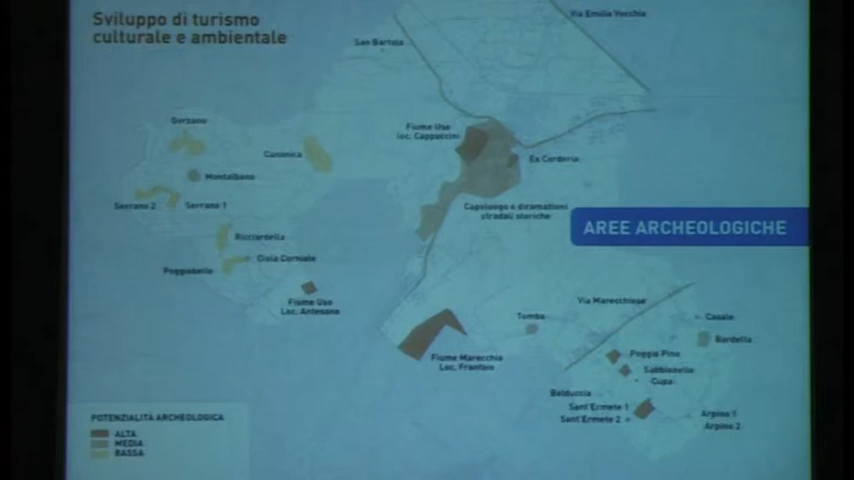 Sviluppo di turismo
culturale e ambientale
Via Emilia Vecchia
San Bartolo
Gorzano
Fiume Uso
loc. Cappuccini
Canonica
Ex Corderia
Montalbano
Serrano 2
Serrano 1
Capoluogo e diramazioni
stradali storiche
AREE ARCHEOLOGICHE
Ricciardella
Ciola Corniale
Poggiobello
Fiume Uso
Loc. Antesano
Via Marecchiese
Tomba
Casale
Bardella
Poggio Pino
Fiume Marecchia
Loc. Frantoio
Sabbionella
Cupa
Balduccia
Sant'Ermete 1
Sant'Ermete 2
Arpino 1
Arpino 2
POTENZIALITÀ ARCHEOLOGICA
ALTA
MEDIA
BASSA